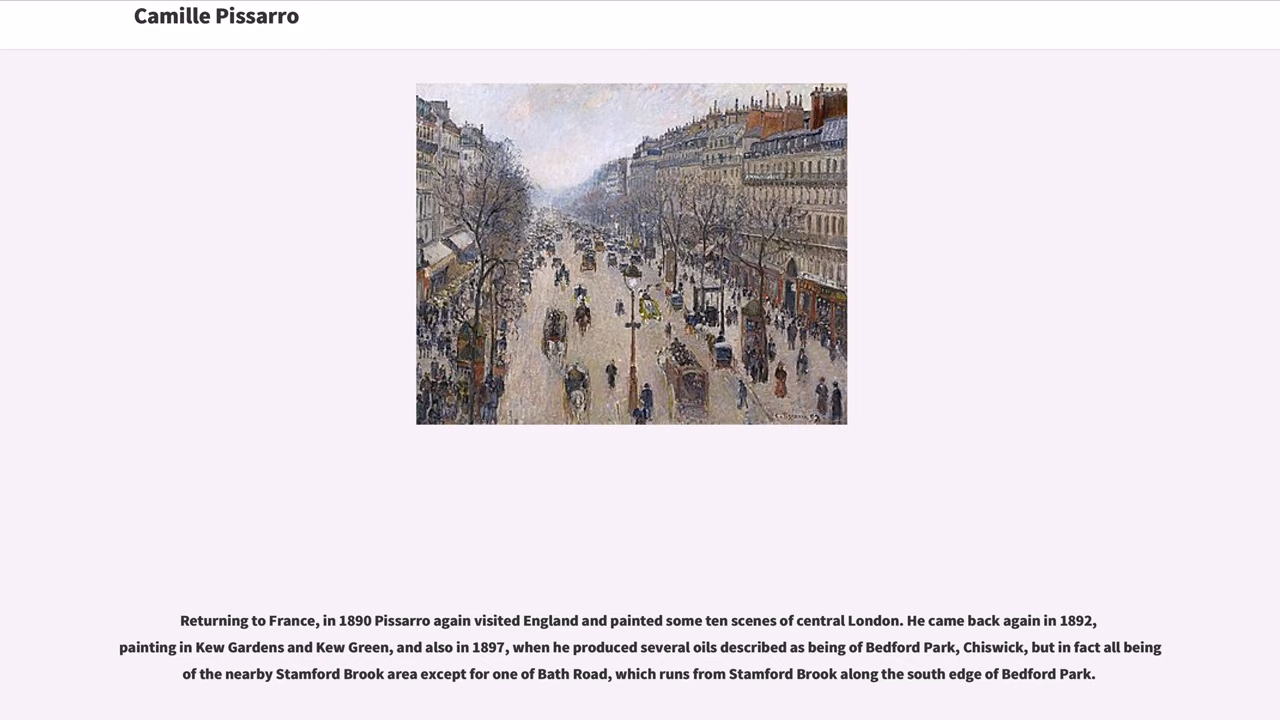 Camille Pissarro
Returning to France, in 1890 Pissarro again visited England and painted some ten scenes of central London. He came back again in 1892,
painting in Kew Gardens and Kew Green, and also in 1897, when he produced several oils described as being of Bedford Park, Chiswick, but in fact all being
of the nearby Stamford Brook area except for one of Bath Road, which runs from Stamford Brook along the south edge of Bedford Park.